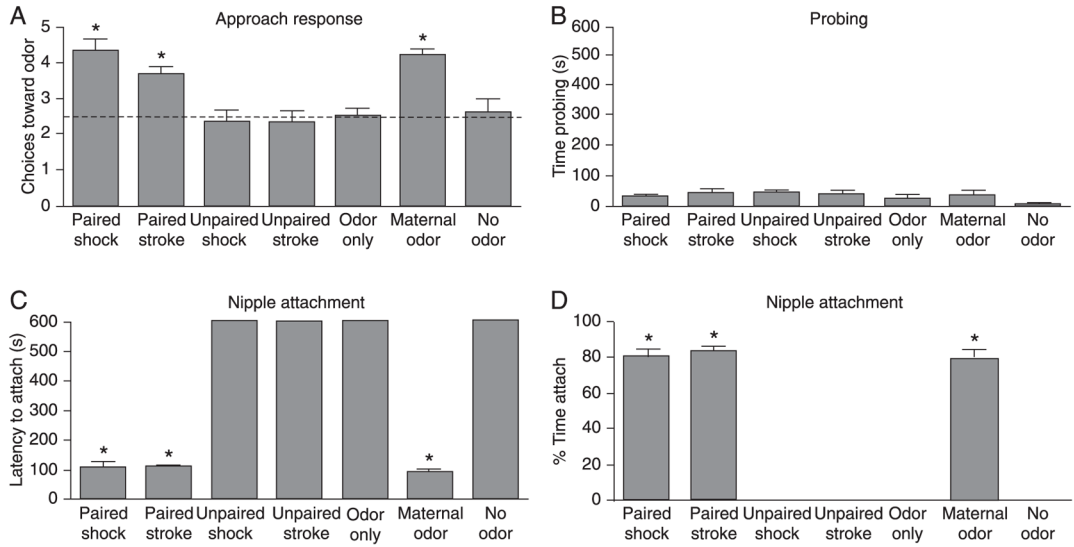 A
Approach response
Choices toward odor
5
4
3
2
1
0
*
*
*
Paired shock
Paired stroke
Unpaired shock
Unpaired stroke
Odor only
Maternal odor
No odor
B
Probing
Time probing (s)
600
500
400
300
200
100
0
Paired shock
Paired stroke
Unpaired shock
Unpaired stroke
Odor only
Maternal odor
No odor
C
Nipple attachment
Latency to attach (s)
600
500
400
300
200
100
0
*
*
*
Paired shock
Paired stroke
Unpaired shock
Unpaired stroke
Odor only
Maternal odor
No odor
D
Nipple attachment
% Time attach
100
80
60
40
20
0
*
*
*
Paired shock
Paired stroke
Unpaired shock
Unpaired stroke
Odor only
Maternal odor
No odor